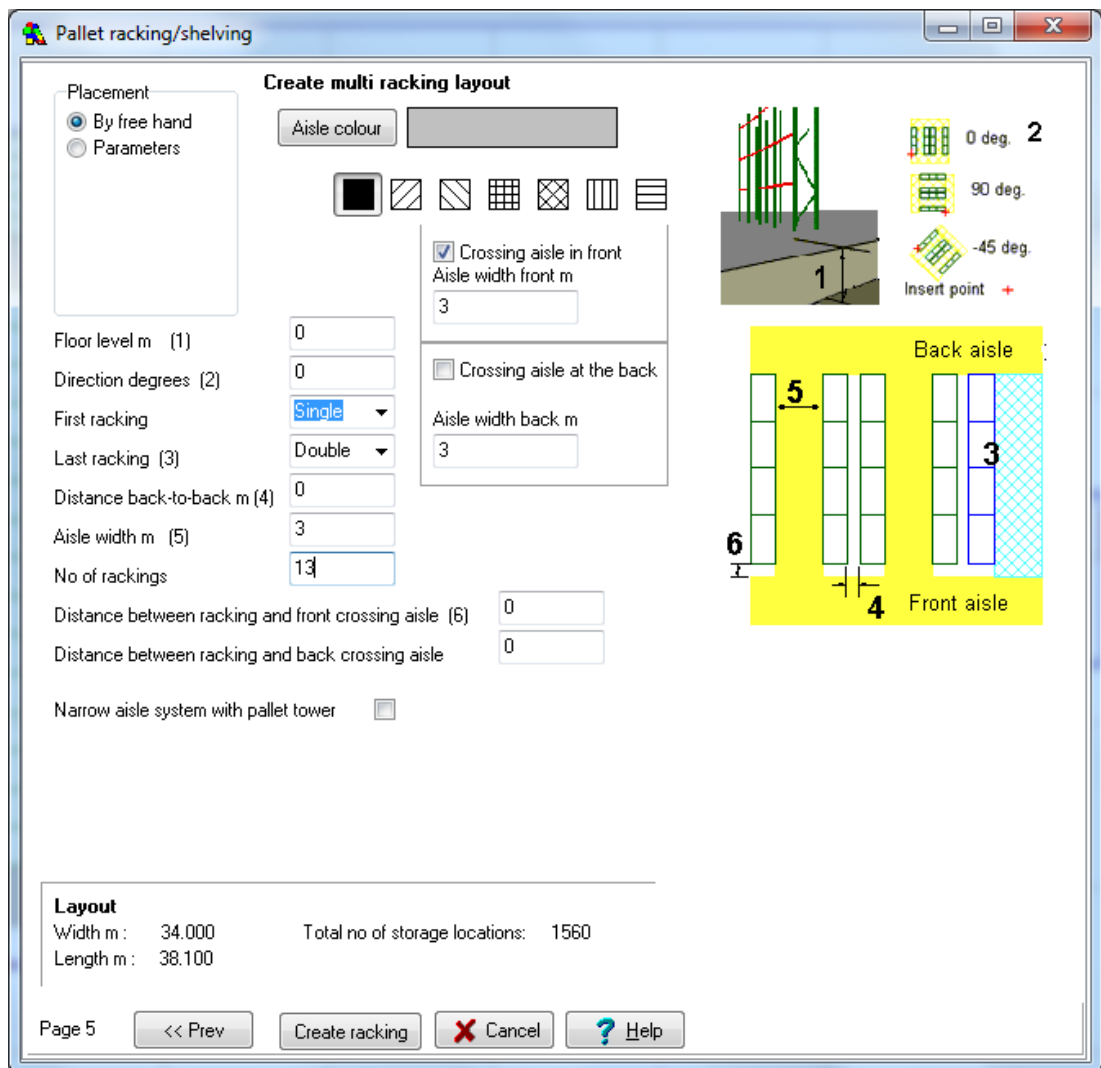 Pallet racking/shelving
Placement
By free hand
Parameters
Create multi racking layout
Aisle colour
Crossing aisle in front
Aisle width front m
3
Crossing aisle at the back
Aisle width back m
3
Floor level m (1)
0
Direction degrees (2)
0
First racking
Single
Last racking (3)
Double
Distance back-to-back m (4)
0
Aisle width m (5)
3
No of rackings
13
Distance between racking and front crossing aisle (6)
0
Distance between racking and back crossing aisle
0
Narrow aisle system with pallet tower
1
0 deg. 2
90 deg.
-45 deg.
Insert point +
Back aisle
5
3
6
4
Front aisle
Layout
Width m : 34.000 Total no of storage locations: 1560
Length m : 38.100
Page 5 << Prev Create racking Cancel ? Help